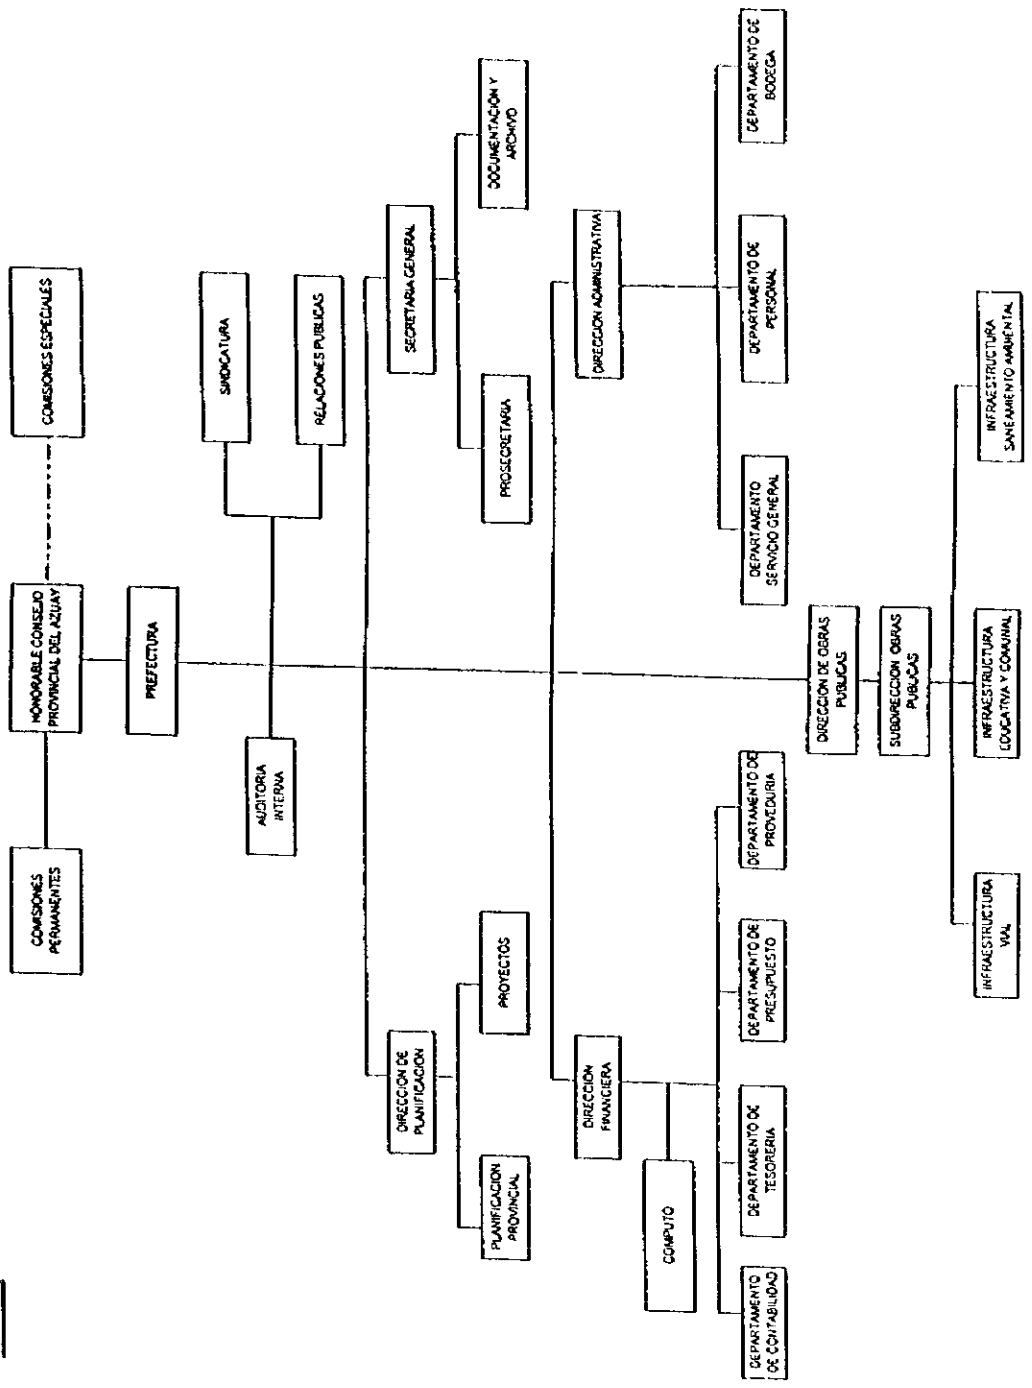 COMISIONES
PERMANENTES
HONORABLE CONSEJO
PROVINCIAL DEL AZUAY
COMISIONES ESPECIALES
PREFECTURA
AUDITORIA
INTERNA
SINDICATURA
RELACIONES PUBLICAS
DIRECCION DE
PLANIFICACION
SECRETARIA GENERAL
PLANIFICACION
PROVINCIAL
PROYECTOS
PROSECRETARIA
DOCUMENTACION Y
ARCHIVO
DIRECCION
FINANCIERA
DIRECCION ADMINISTRATIVA
COMPUTO
DEPARTAMENTO
DE CONTABILIDAD
DEPARTAMENTO DE
TESORERIA
DEPARTAMENTO DE
PRESUPUESTO
DEPARTAMENTO DE
PROVEDURIA
DEPARTAMENTO
SERVICIO GENERAL
DEPARTAMENTO DE
PERSONAL
DEPARTAMENTO DE
BODEGA
DIRECCION DE OBRAS
PUBLICAS
SUBDIRECCION OBRAS
PUBLICAS
INFRAESTRUCTURA
VIAL
INFRAESTRUCTURA
EDUCATIVA Y COMUNAL
INFRAESTRUCTURA
SANEAMIENTO AMBIENTAL